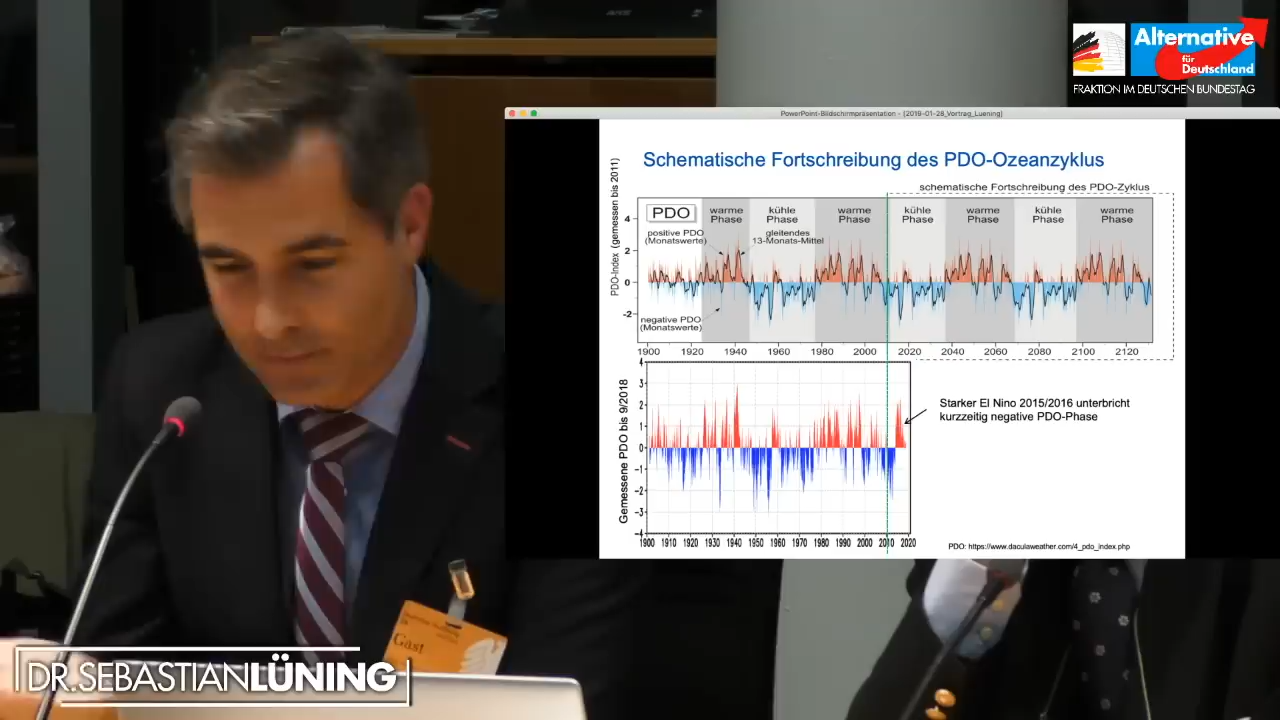 Alternative
für
Deutschland
FRAKTION IM DEUTSCHEN BUNDESTAG
PowerPoint-Bildschirmpräsentation - [2019-01-28_Vortrag_Luening]
Schematische Fortschreibung des PDO-Ozeanzyklus
schematische Fortschreibung des PDO-Zyklus
PDO-Index (gemessen bis 2011)
PDO
warme
Phase
kühle
Phase
warme
Phase
kühle
Phase
warme
Phase
kühle
Phase
warme
Phase
positive PDO
(Monatswerte)
gleitendes
13-Monats-Mittel
negative PDO
(Monatswerte)
4
2
0
-2
1900 1920 1940 1960 1980 2000 2020 2040 2060 2080 2100 2120
Gemessene PDO bis 9/2018
4
3
2
1
0
-1
-2
-3
-4
1900 1910 1920 1930 1940 1950 1960 1970 1980 1990 2000 2010 2020
Starker El Nino 2015/2016 unterbricht
kurzzeitig negative PDO-Phase
PDO: https://www.daculaweather.com/4_pdo_index.php
Gast
DR.SEBASTIANLÜNING